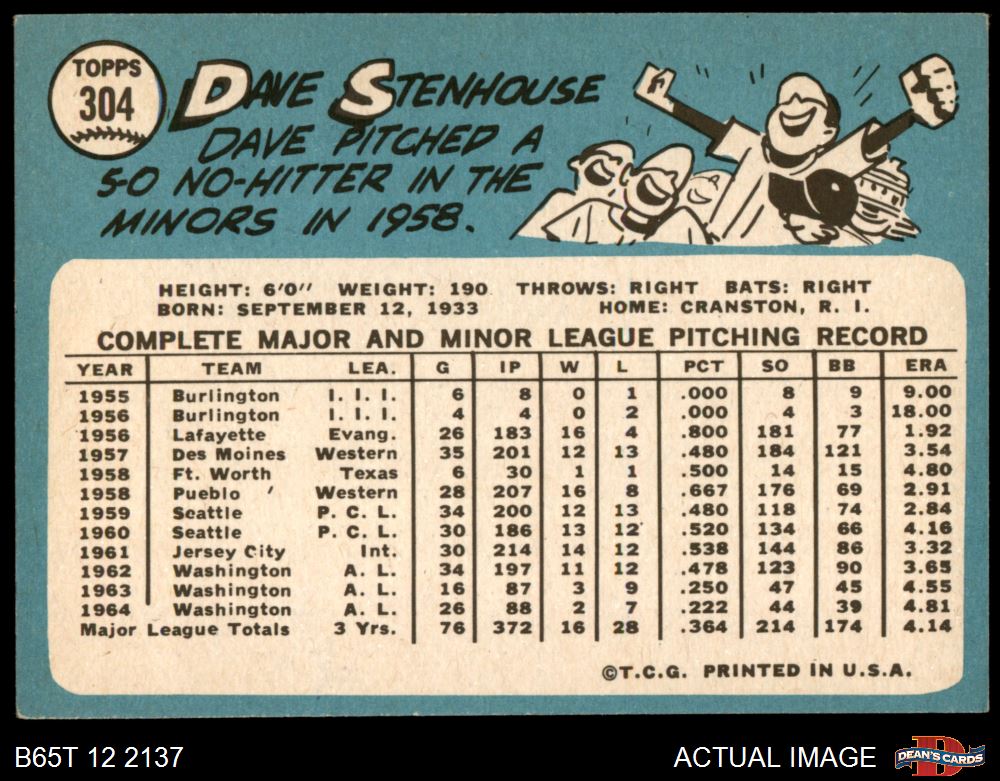 TOPPS
304
DAVE STENHOUSE
DAVE PITCHED A
5-0 NO-HITTER IN THE
MINORS IN 1958.
HEIGHT: 6'0" WEIGHT: 190 THROWS: RIGHT BATS: RIGHT
BORN: SEPTEMBER 12, 1933 HOME: CRANSTON, R. I.
COMPLETE MAJOR AND MINOR LEAGUE PITCHING RECORD
YEAR TEAM LEA. G IP W L PCT SO BB ERA
1955 Burlington I. I. I. 6 8 0 1 .000 8 9 9.00
1956 Burlington I. I. I. 4 4 0 2 .000 4 3 18.00
1956 Lafayette Evang. 26 183 16 4 .800 181 77 1.92
1957 Des Moines Western 35 201 12 13 .480 184 121 3.54
1958 Ft. Worth Texas 6 30 1 1 .500 14 15 4.80
1958 Pueblo Western 28 207 16 8 .667 176 69 2.91
1959 Seattle P. C. L. 34 200 12 13 .480 118 74 2.84
1960 Seattle P. C. L. 30 186 13 12 .520 134 66 4.16
1961 Jersey City Int. 30 214 14 12 .538 144 86 3.32
1962 Washington A. L. 34 197 11 12 .478 123 90 3.65
1963 Washington A. L. 16 87 3 9 .250 47 45 4.55
1964 Washington A. L. 26 88 2 7 .222 44 39 4.81
Major League Totals 3 Yrs. 76 372 16 28 .364 214 174 4.14
©T.C.G. PRINTED IN U.S.A.
B65T 12 2137 ACTUAL IMAGE DEAN'S CARDS